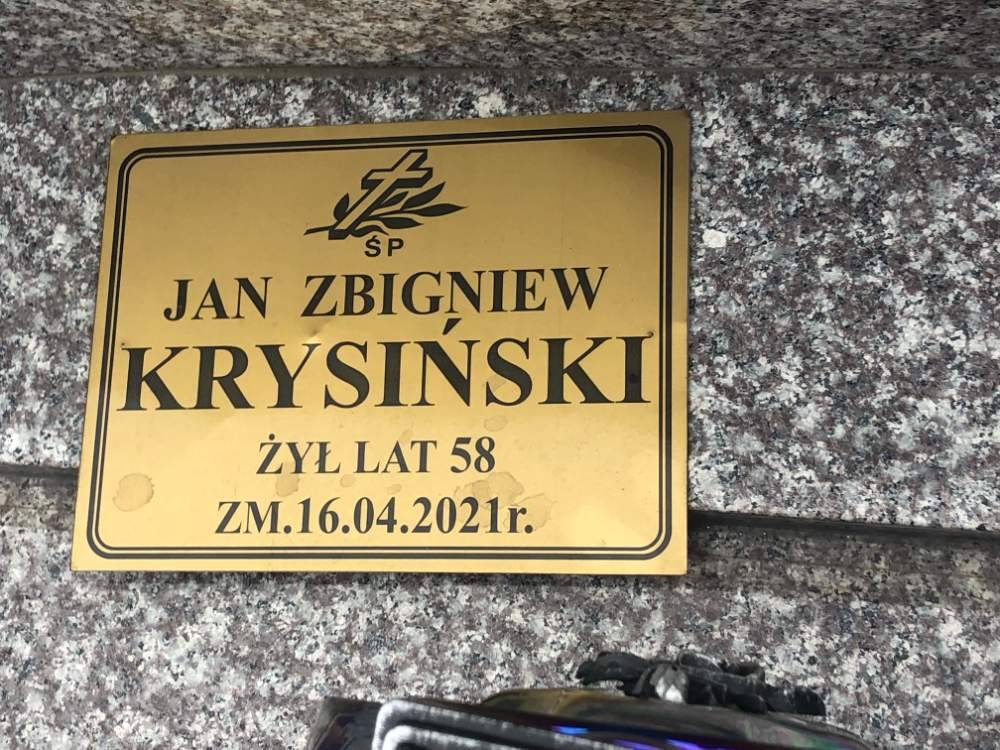 ŚP
JAN ZBIGNIEW
KRYSIŃSKI
ŻYŁ LAT 58
ZM.16.04.2021r.